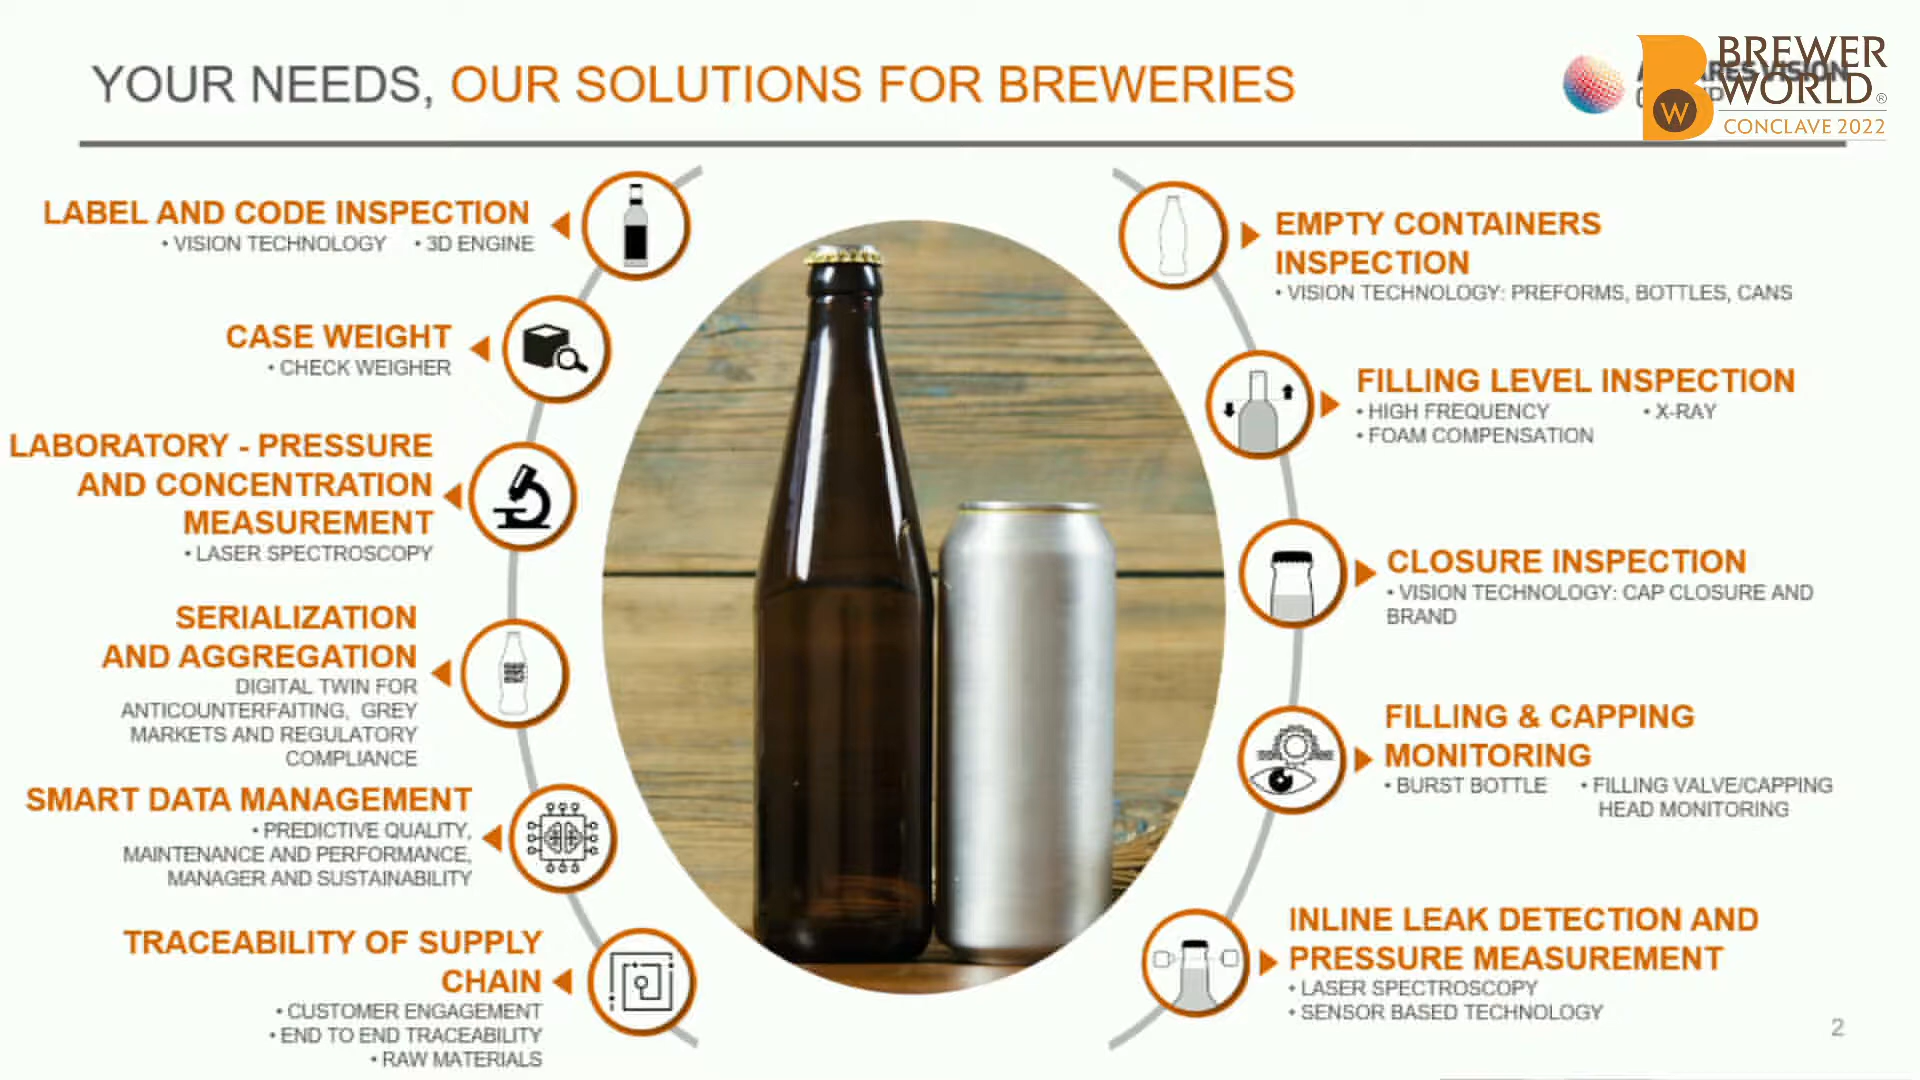 YOUR NEEDS, OUR SOLUTIONS FOR BREWERIES
BREWER
WORLD®
W
CONCLAVE 2022
LABEL AND CODE INSPECTION
• VISION TECHNOLOGY • 3D ENGINE
CASE WEIGHT
• CHECK WEIGHER
LABORATORY - PRESSURE
AND CONCENTRATION
MEASUREMENT
• LASER SPECTROSCOPY
SERIALIZATION
AND AGGREGATION
DIGITAL TWIN FOR
ANTICOUNTERFAITING, GREY
MARKETS AND REGULATORY
COMPLIANCE
SMART DATA MANAGEMENT
• PREDICTIVE QUALITY,
MAINTENANCE AND PERFORMANCE,
MANAGER AND SUSTAINABILITY
TRACEABILITY OF SUPPLY
CHAIN
• CUSTOMER ENGAGEMENT
• END TO END TRACEABILITY
• RAW MATERIALS
EMPTY CONTAINERS
INSPECTION
• VISION TECHNOLOGY: PREFORMS, BOTTLES, CANS
FILLING LEVEL INSPECTION
• HIGH FREQUENCY • X-RAY
• FOAM COMPENSATION
CLOSURE INSPECTION
• VISION TECHNOLOGY: CAP CLOSURE AND
BRAND
FILLING & CAPPING
MONITORING
• BURST BOTTLE • FILLING VALVE/CAPPING
HEAD MONITORING
INLINE LEAK DETECTION AND
PRESSURE MEASUREMENT
• LASER SPECTROSCOPY
• SENSOR BASED TECHNOLOGY
2